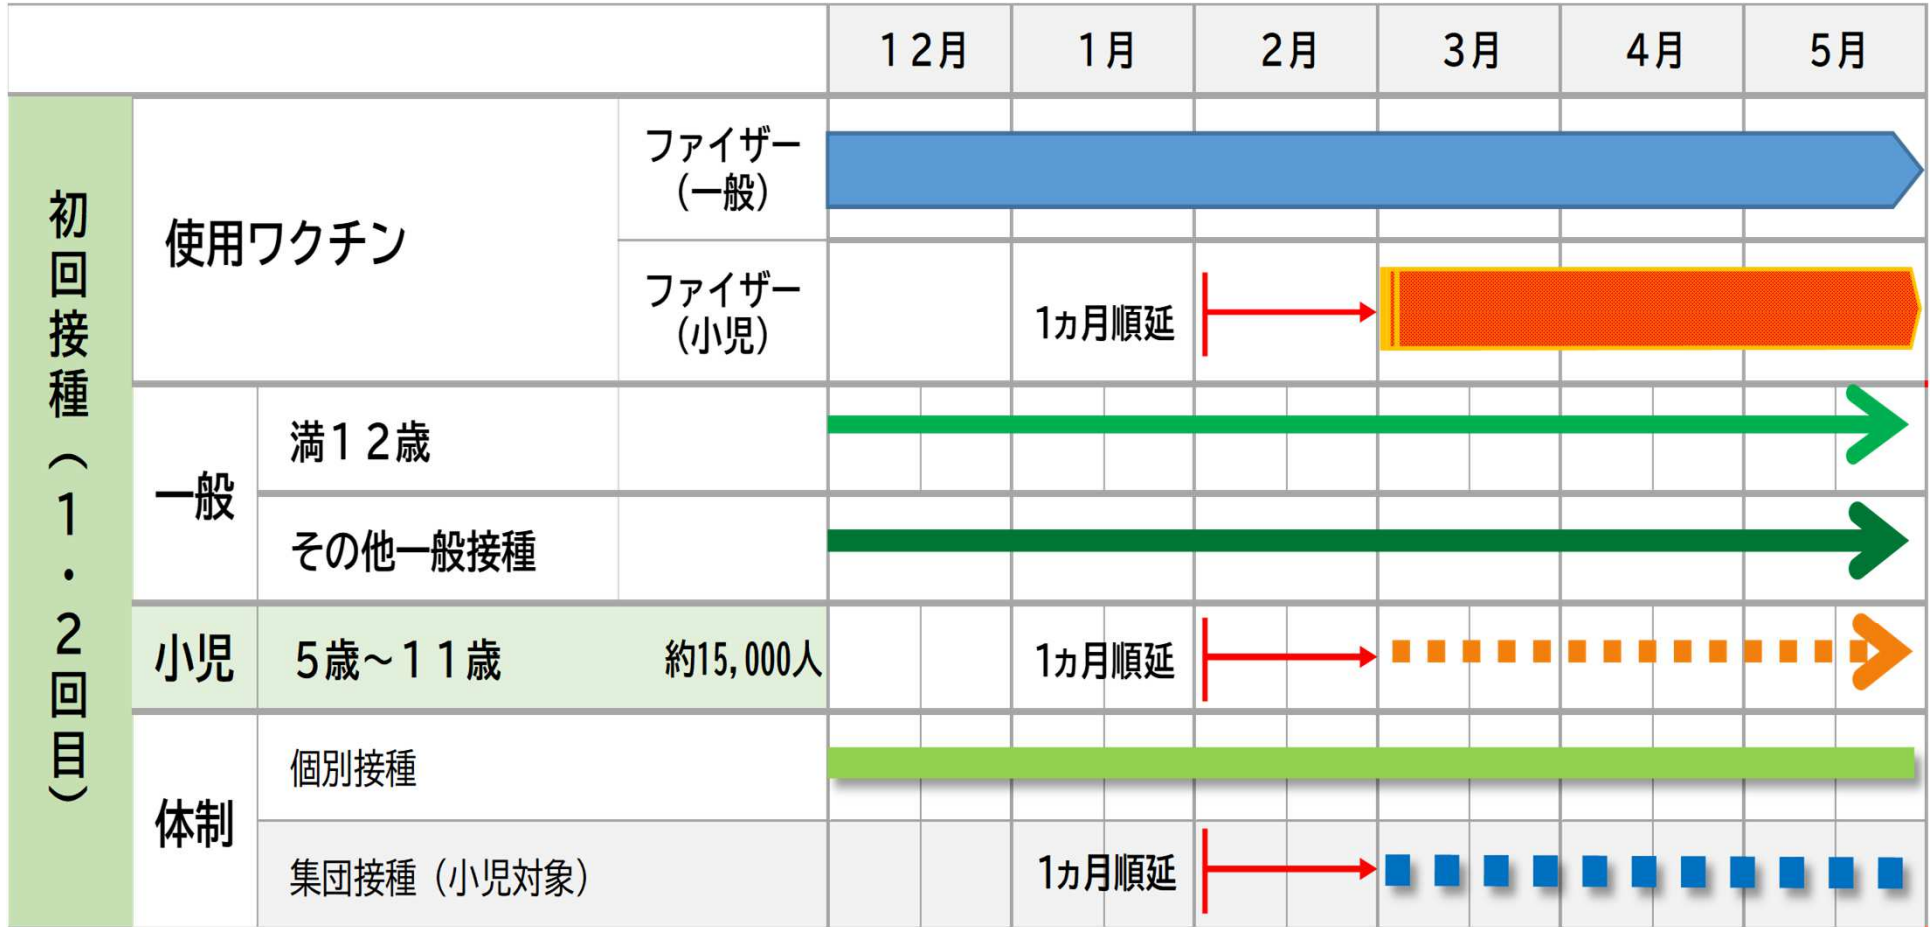 １２月 １月 ２月 ３月 ４月 ５月
初回接種（１・２回目）
使用ワクチン
ファイザー
（一般）
ファイザー
（小児）
1ヵ月順延
一般
満１２歳
その他一般接種
小児
５歳～１１歳 約15,000人
1ヵ月順延
体制
個別接種
集団接種（小児対象）
1ヵ月順延